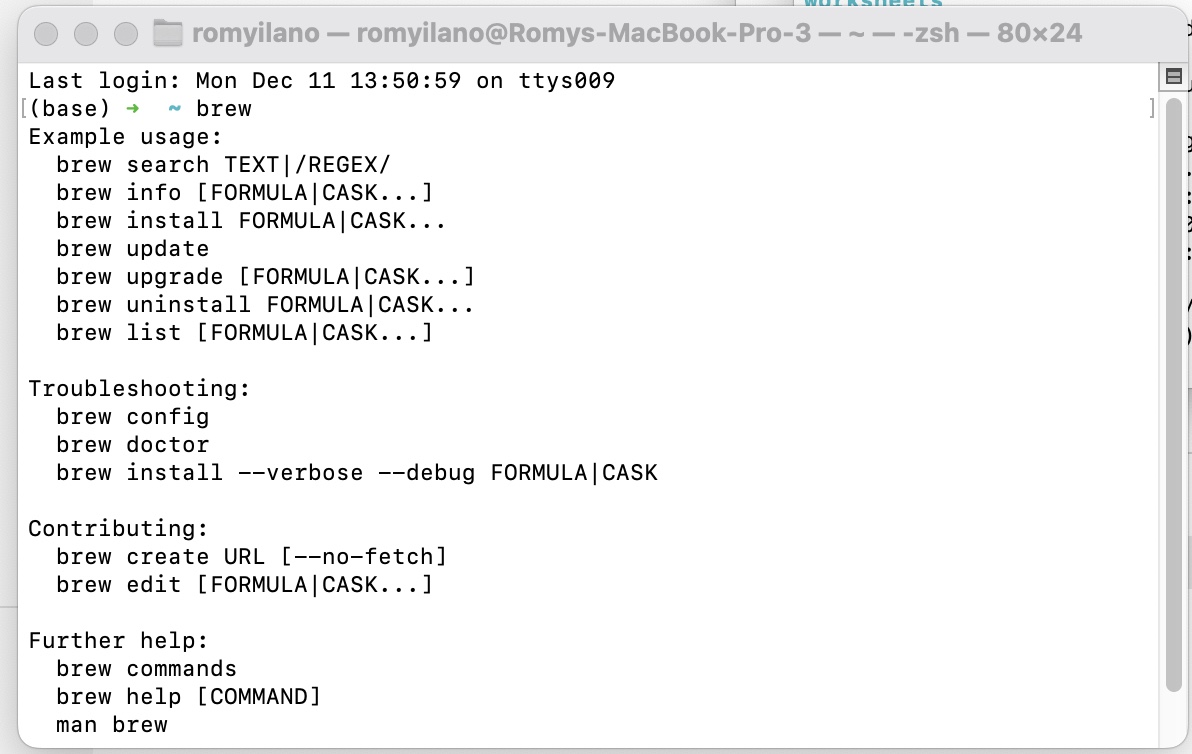 worksheets
romyilano — romyilano@Romys-MacBook-Pro-3 — ~ — -zsh — 80×24
Last login: Mon Dec 11 13:50:59 on ttys009
[(base) ➜  ~ brew ]
Example usage:
  brew search TEXT|/REGEX/
  brew info [FORMULA|CASK...]
  brew install FORMULA|CASK...
  brew update
  brew upgrade [FORMULA|CASK...]
  brew uninstall FORMULA|CASK...
  brew list [FORMULA|CASK...]

Troubleshooting:
  brew config
  brew doctor
  brew install --verbose --debug FORMULA|CASK

Contributing:
  brew create URL [--no-fetch]
  brew edit [FORMULA|CASK...]

Further help:
  brew commands
  brew help [COMMAND]
  man brew